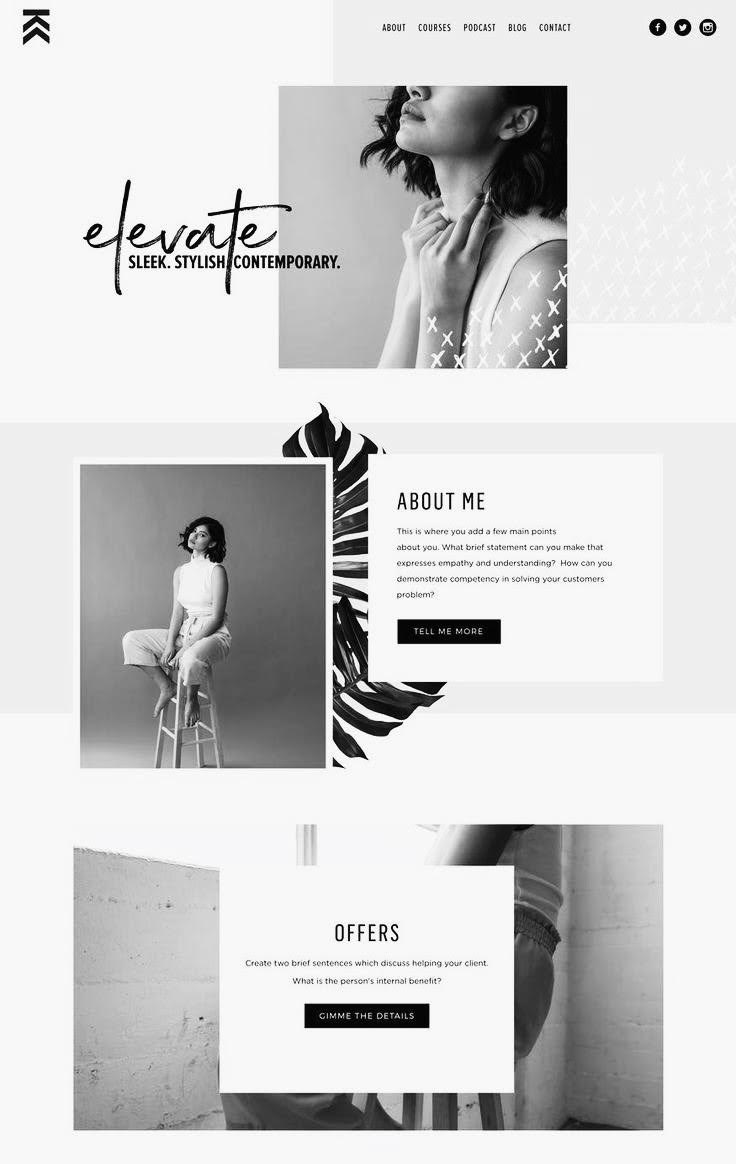 ABOUT COURSES PODCAST BLOG CONTACT
elevate
SLEEK. STYLISH. CONTEMPORARY.
ABOUT ME
This is where you add a few main points
about you. What brief statement can you make that
expresses empathy and understanding? How can you
demonstrate competency in solving your customers
problem?
TELL ME MORE
OFFERS
Create two brief sentences which discuss helping your client.
What is the person's internal benefit?
GIMME THE DETAILS